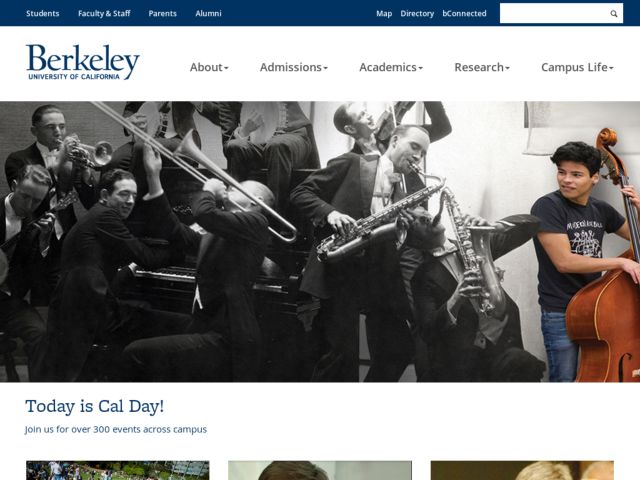 Students Faculty & Staff Parents Alumni Map Directory bConnected
Berkeley
UNIVERSITY OF CALIFORNIA
About Admissions Academics Research Campus Life
Today is Cal Day!
Join us for over 300 events across campus